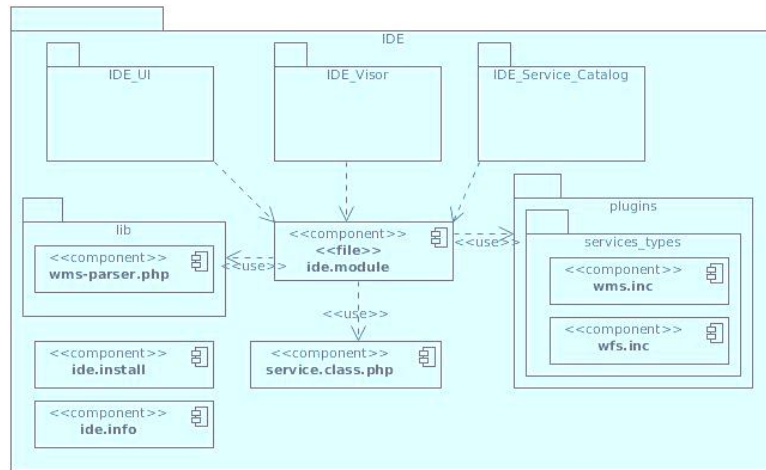 IDE
IDE_UI
IDE_Visor
IDE_Service_Catalog
plugins
lib
<<component>>
<<file>>
ide.module
<<use>>
services_types
<<component>>
wms-parser.php
<<use>>
<<component>>
wms.inc
<<use>>
<<component>>
wfs.inc
<<component>>
ide.install
<<component>>
service.class.php
<<component>>
ide.info